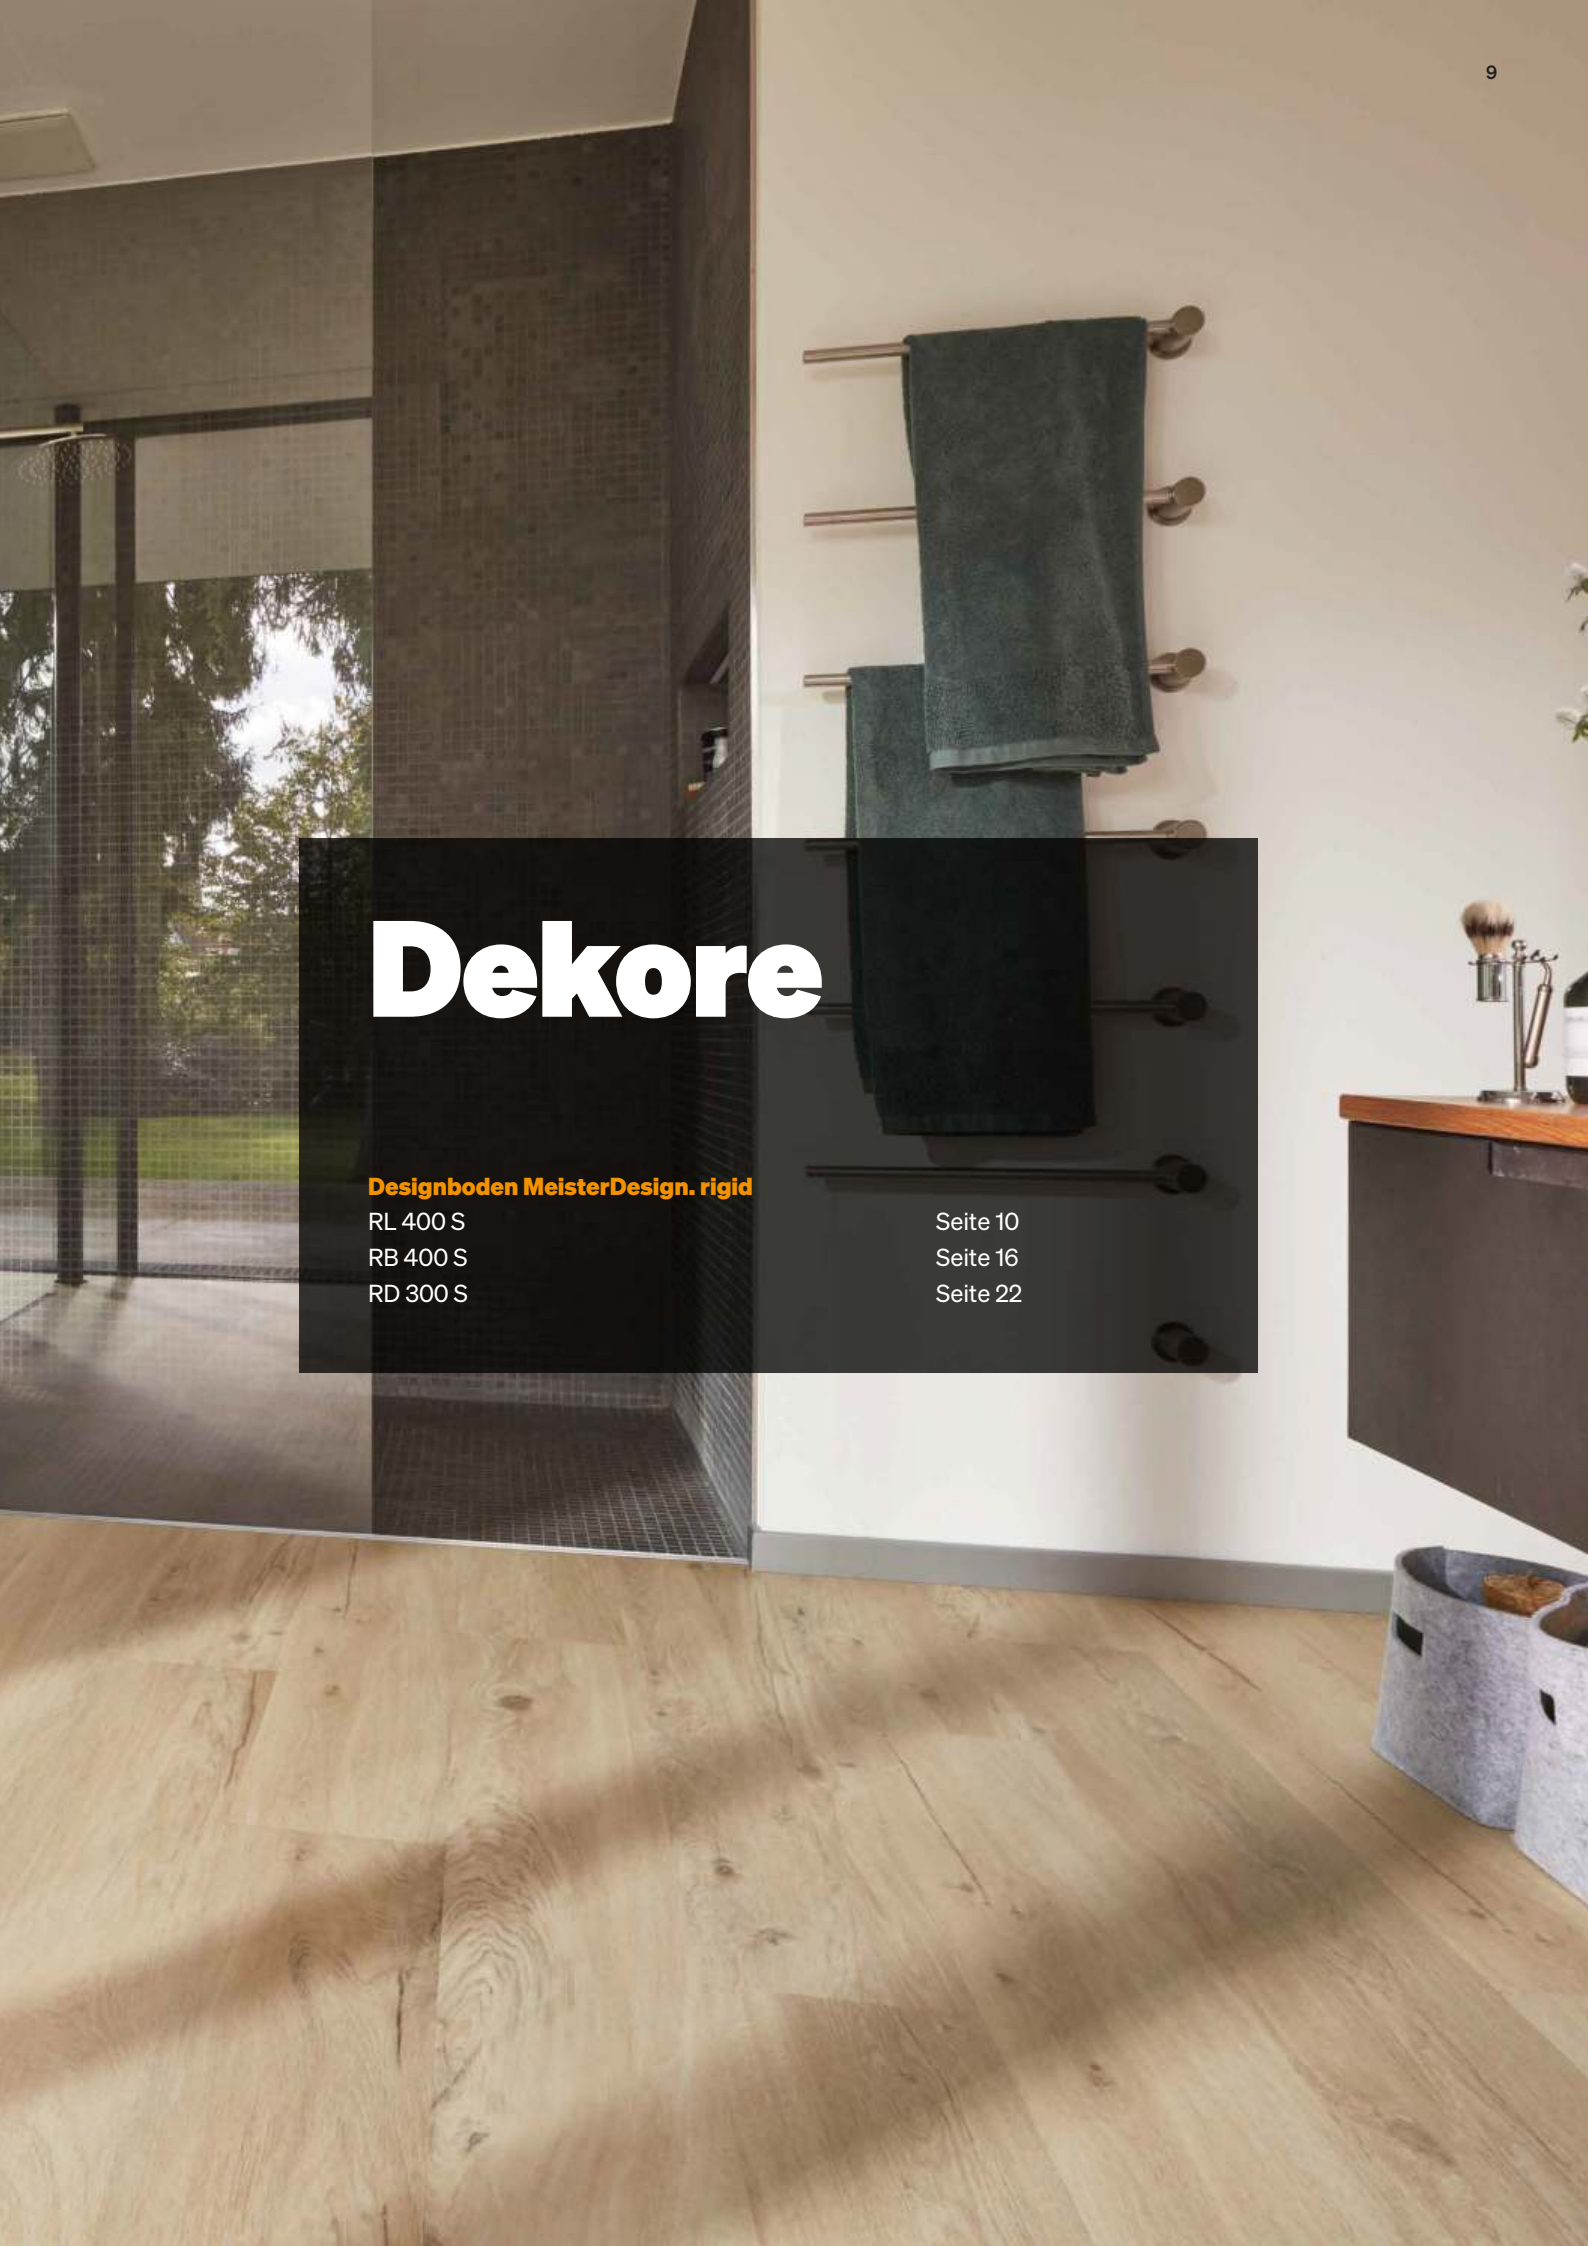 9
Dekore
Designboden MeisterDesign. rigid
RL 400 S Seite 10
RB 400 S Seite 16
RD 300 S Seite 22